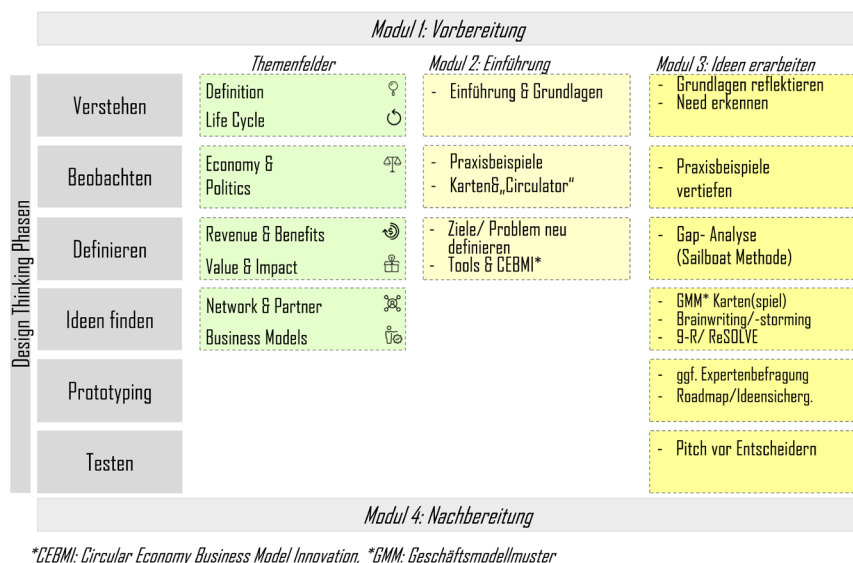 Modul 1: Vorbereitung
Themenfelder
Modul 2: Einführung
Modul 3: Ideen erarbeiten
Design Thinking Phasen
Verstehen
Definition
Life Cycle
- Einführung & Grundlagen
- Grundlagen reflektieren
- Need erkennen
Beobachten
Economy &
Politics
- Praxisbeispiele
- Karten&„Circulator“
- Praxisbeispiele
vertiefen
Definieren
Revenue & Benefits
Value & Impact
- Ziele/ Problem neu
definieren
- Tools & CEBMI*
- Gap- Analyse
(Sailboat Methode)
Ideen finden
Network & Partner
Business Models
- GMM* Karten(spiel)
- Brainwriting/-storming
- 9-R/ ReSOLVE
Prototyping
- ggf. Expertenbefragung
- Roadmap/Ideensicherg.
Testen
- Pitch vor Entscheidern
Modul 4: Nachbereitung
*CEBMI: Circular Economy Business Model Innovation, *GMM: Geschäftsmodellmuster